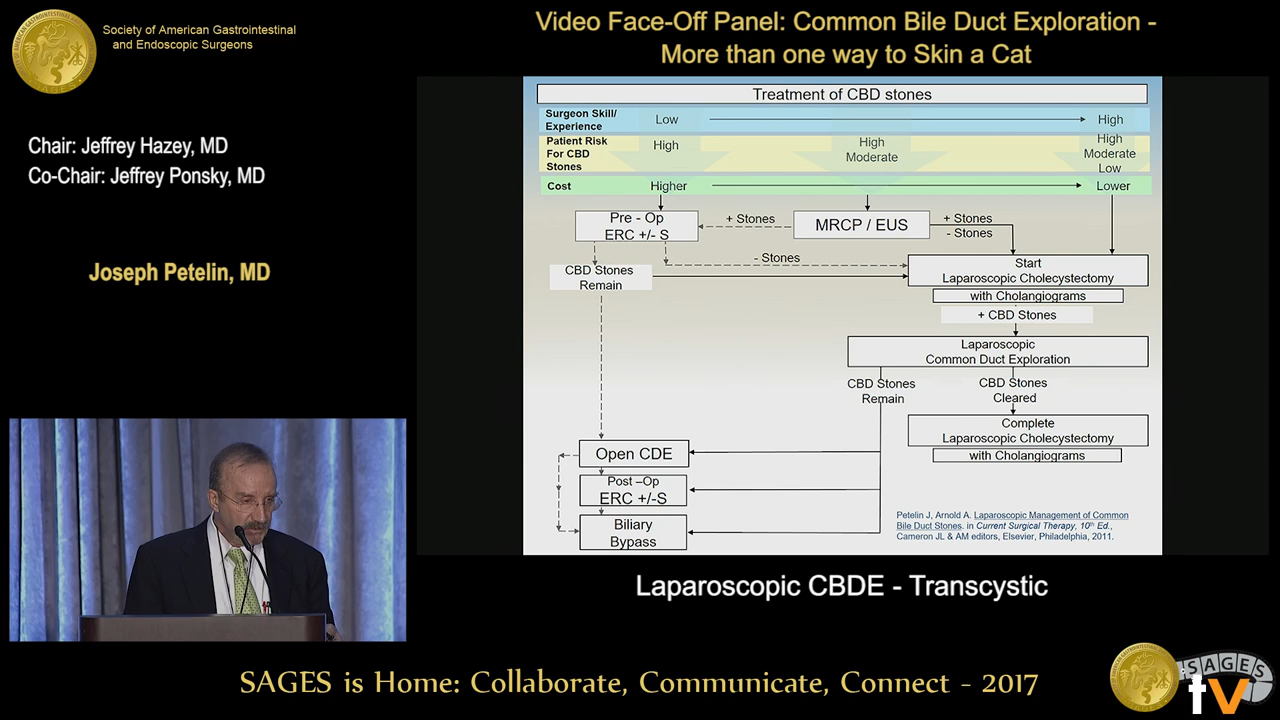 Society of American Gastrointestinal
and Endoscopic Surgeons
Video Face-Off Panel: Common Bile Duct Exploration -
More than one way to Skin a Cat
Chair: Jeffrey Hazey, MD
Co-Chair: Jeffrey Ponsky, MD
Joseph Petelin, MD
Treatment of CBD stones
Surgeon Skill/
Experience
Low
High
Patient Risk
For CBD
Stones
High
High
Moderate
High
Moderate
Low
Cost
Higher
Lower
Pre - Op
ERC +/- S
+ Stones
MRCP / EUS
+ Stones
- Stones
- Stones
CBD Stones
Remain
Start
Laparoscopic Cholecystectomy
with Cholangiograms
+ CBD Stones
Laparoscopic
Common Duct Exploration
CBD Stones
Remain
CBD Stones
Cleared
Complete
Laparoscopic Cholecystectomy
with Cholangiograms
Open CDE
Post –Op
ERC +/-S
Biliary
Bypass
Petelin J, Arnold A. Laparoscopic Management of Common
Bile Duct Stones. in Current Surgical Therapy, 10th Ed.,
Cameron JL & AM editors, Elsevier, Philadelphia, 2011.
Laparoscopic CBDE - Transcystic
SAGES is Home: Collaborate, Communicate, Connect - 2017
SAGES
tv